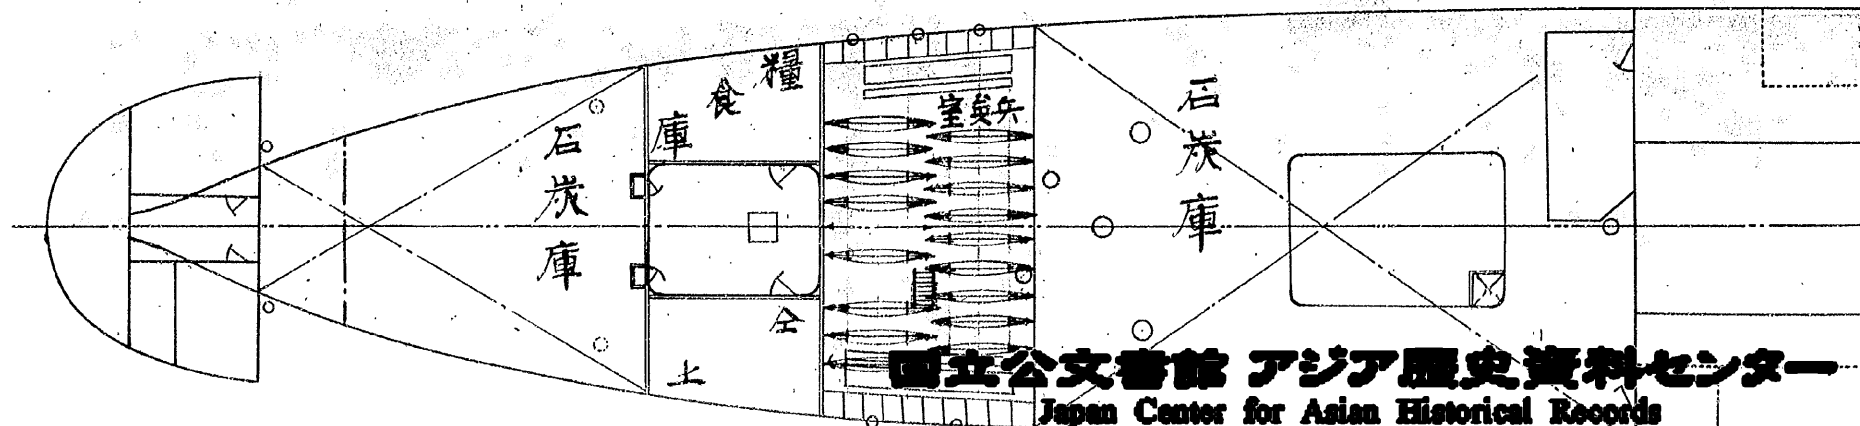 石炭庫
糧食庫
仝上
兵員室
石炭庫
国立公文書館 アジア歴史資料センター
Japan Center for Asian Historical Records